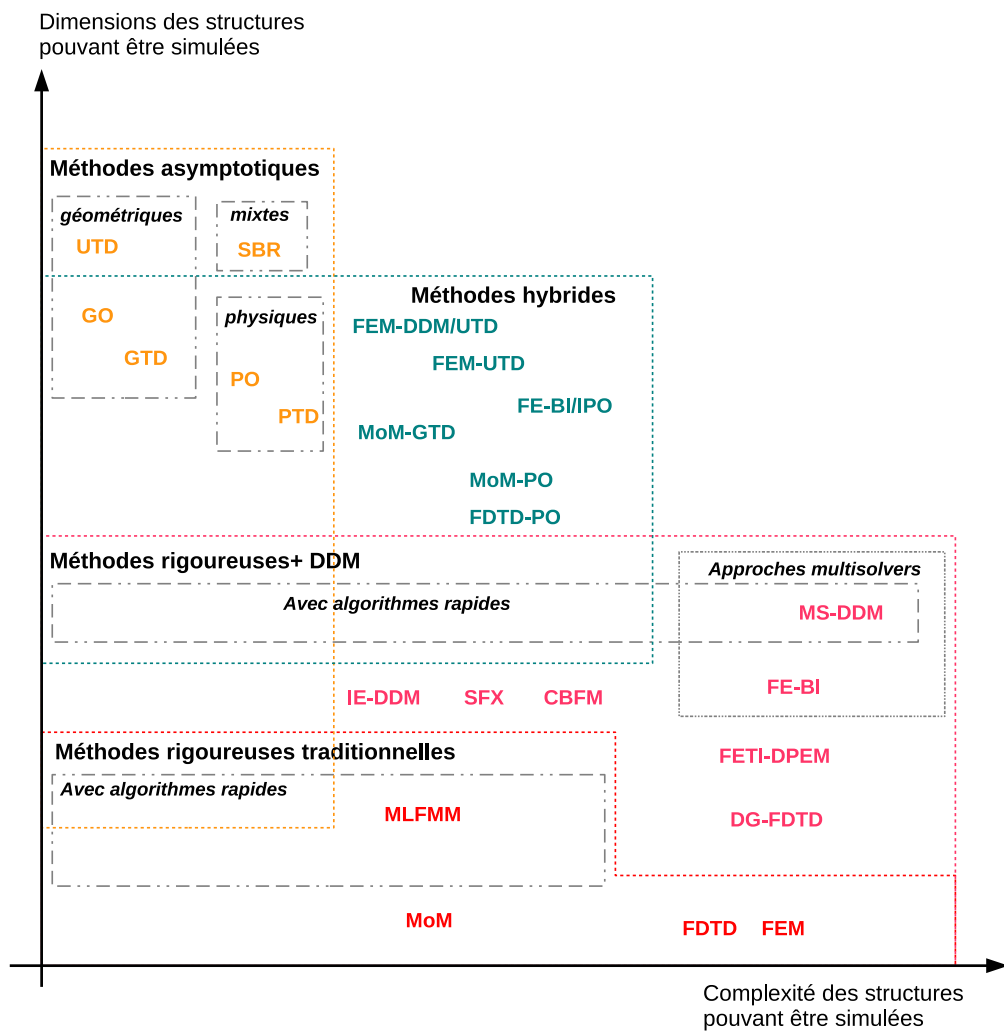 Dimensions des structures
pouvant être simulées
Méthodes asymptotiques
géométriques
mixtes
UTD
SBR
Méthodes hybrides
GO
physiques
FEM-DDM/UTD
GTD
FEM-UTD
PO
FE-BI/IPO
PTD
MoM-GTD
MoM-PO
FDTD-PO
Méthodes rigoureuses+ DDM
Approches multisolvers
Avec algorithmes rapides
MS-DDM
FE-BI
IE-DDM
SFX
CBFM
Méthodes rigoureuses traditionnelles
FETI-DPEM
Avec algorithmes rapides
MLFMM
DG-FDTD
MoM
FDTD
FEM
Complexité des structures
pouvant être simulées